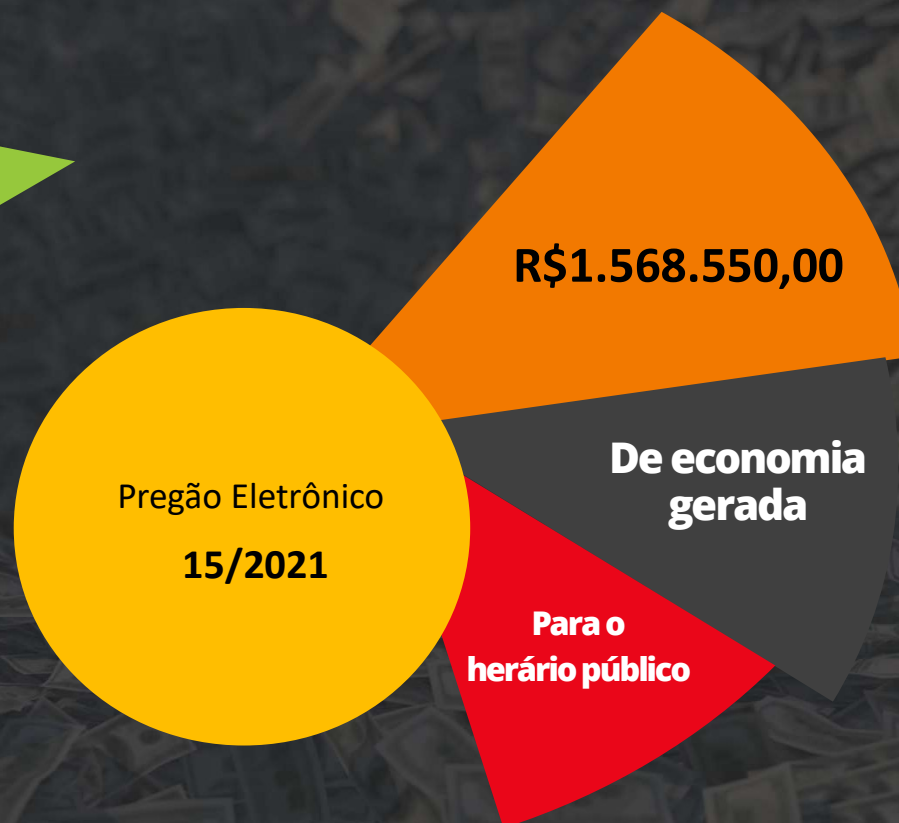 R$1.568.550,00
De economia
gerada
Pregão Eletrônico
15/2021
Para o
herário público